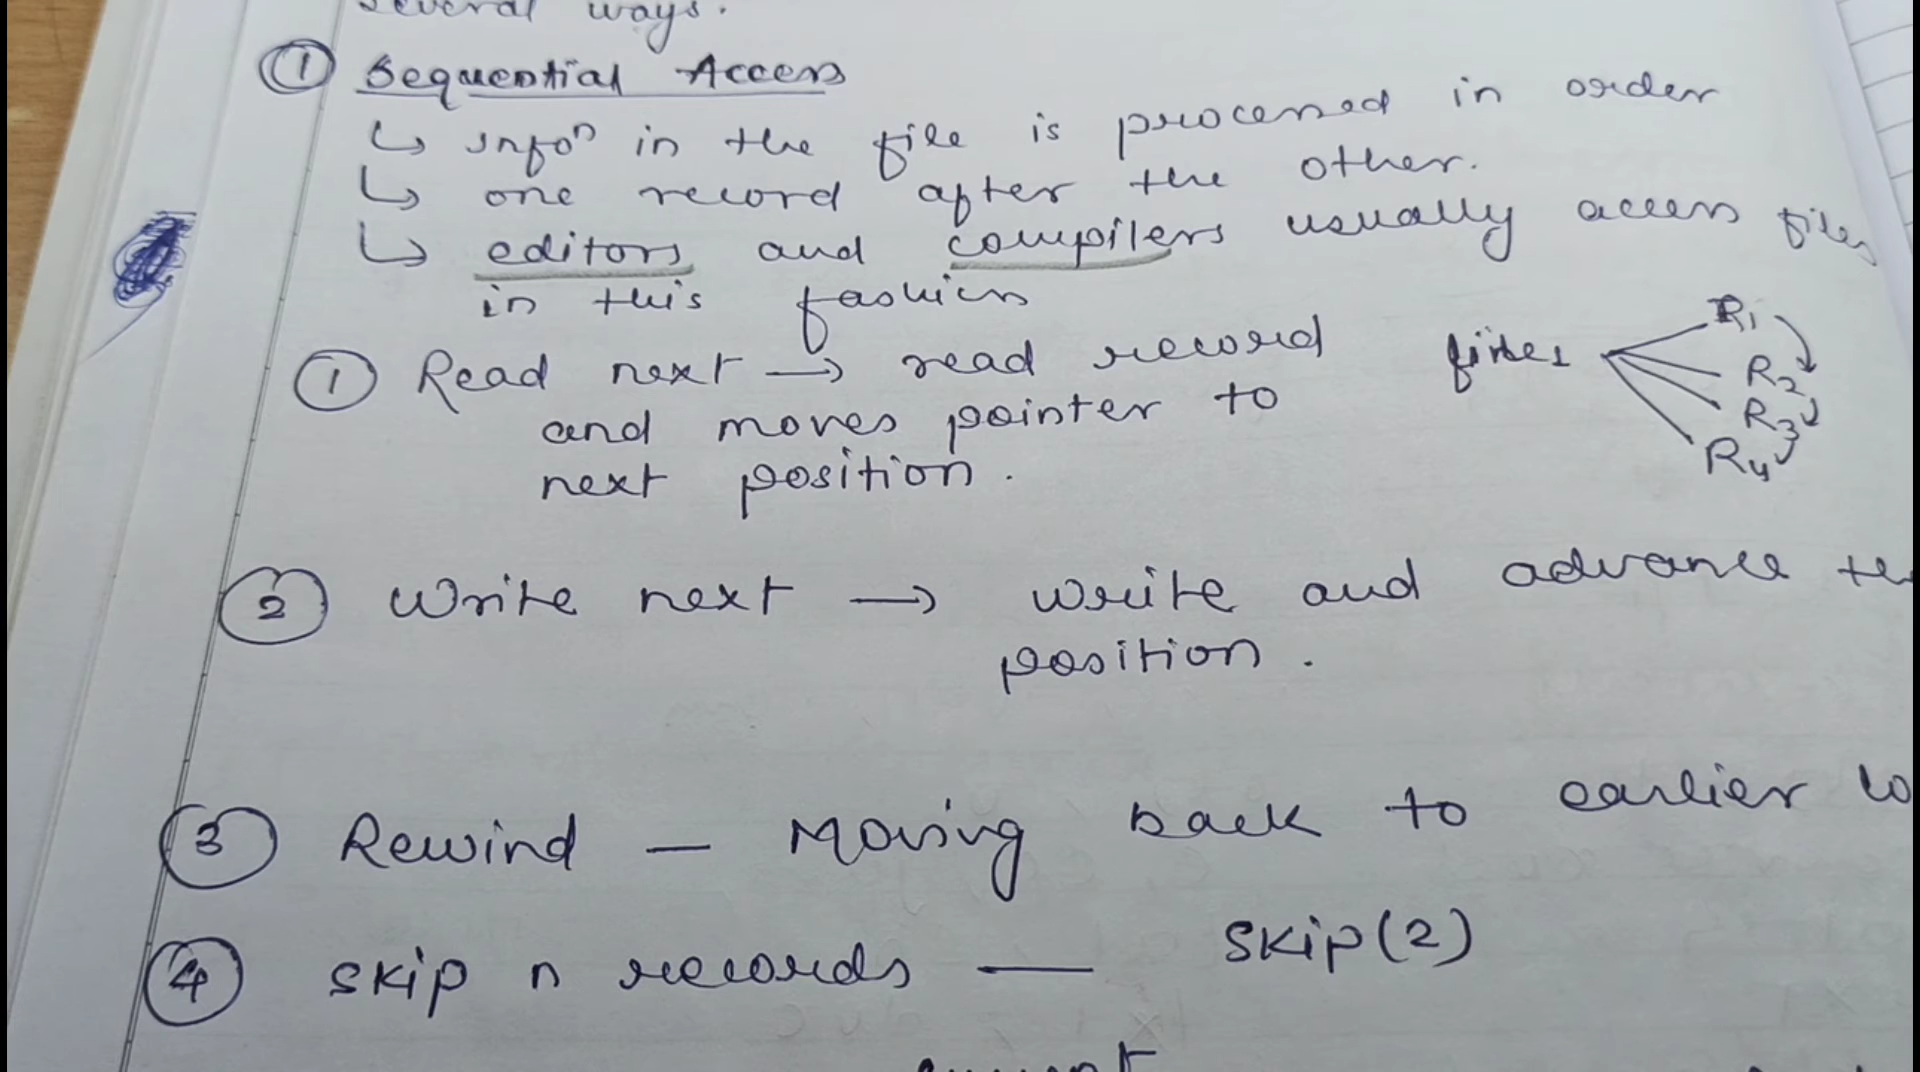 several ways.
① Sequential Access
↳ infoⁿ in the file is processed in order
↳ one record after the other.
↳ editors and compilers usually access files
in this fashion
① Read next → read record
and moves pointer to
next position.
files
R1
R2
R3
R4
② Write next → write and advance the
position.
③ Rewind — Moving back to earlier lo
④ skip n records — skip(2)